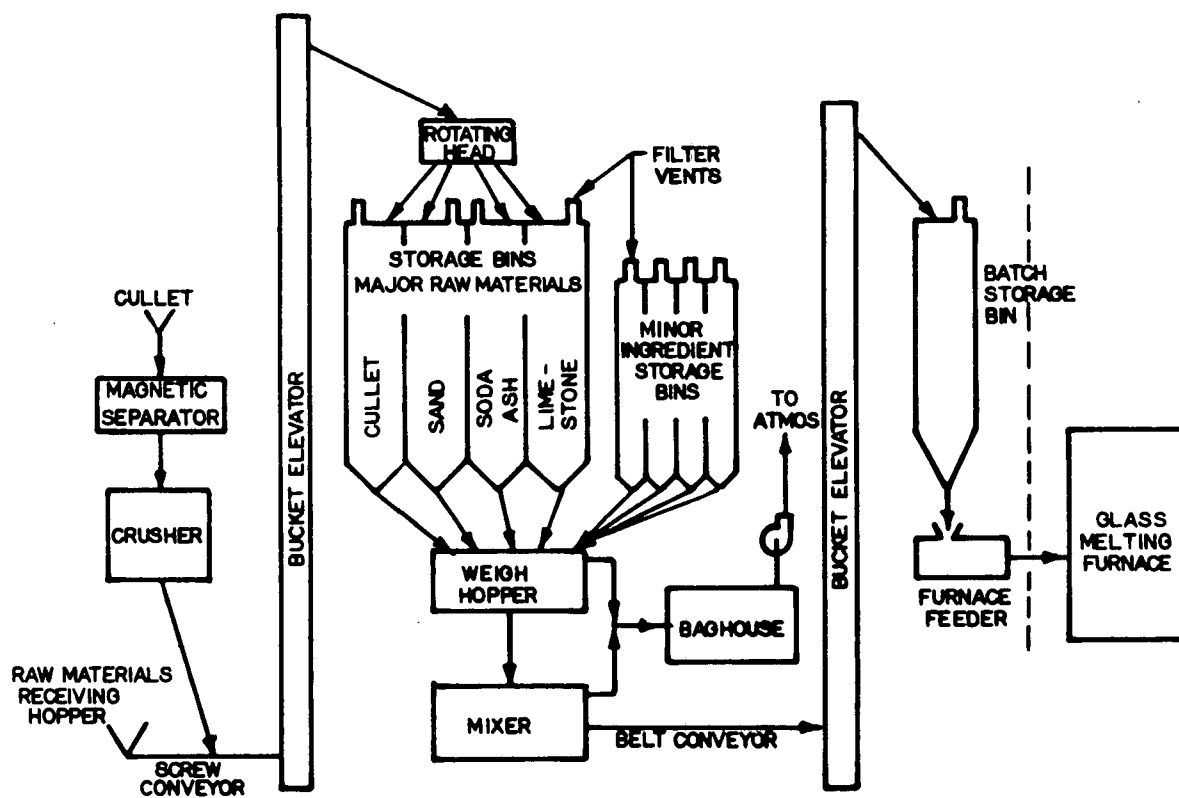 CULLET
MAGNETIC
SEPARATOR
CRUSHER
RAW MATERIALS
RECEIVING
HOPPER
SCREW
CONVEYOR
BUCKET ELEVATOR
ROTATING
HEAD
FILTER
VENTS
STORAGE BINS
MAJOR RAW MATERIALS
CULLET
SAND
SODA
ASH
LIME-
STONE
MINOR
INGREDIENT
STORAGE
BINS
WEIGH
HOPPER
MIXER
BAGHOUSE
TO
ATMOS
BELT CONVEYOR
BUCKET ELEVATOR
BATCH
STORAGE
BIN
FURNACE
FEEDER
GLASS
MELTING
FURNACE